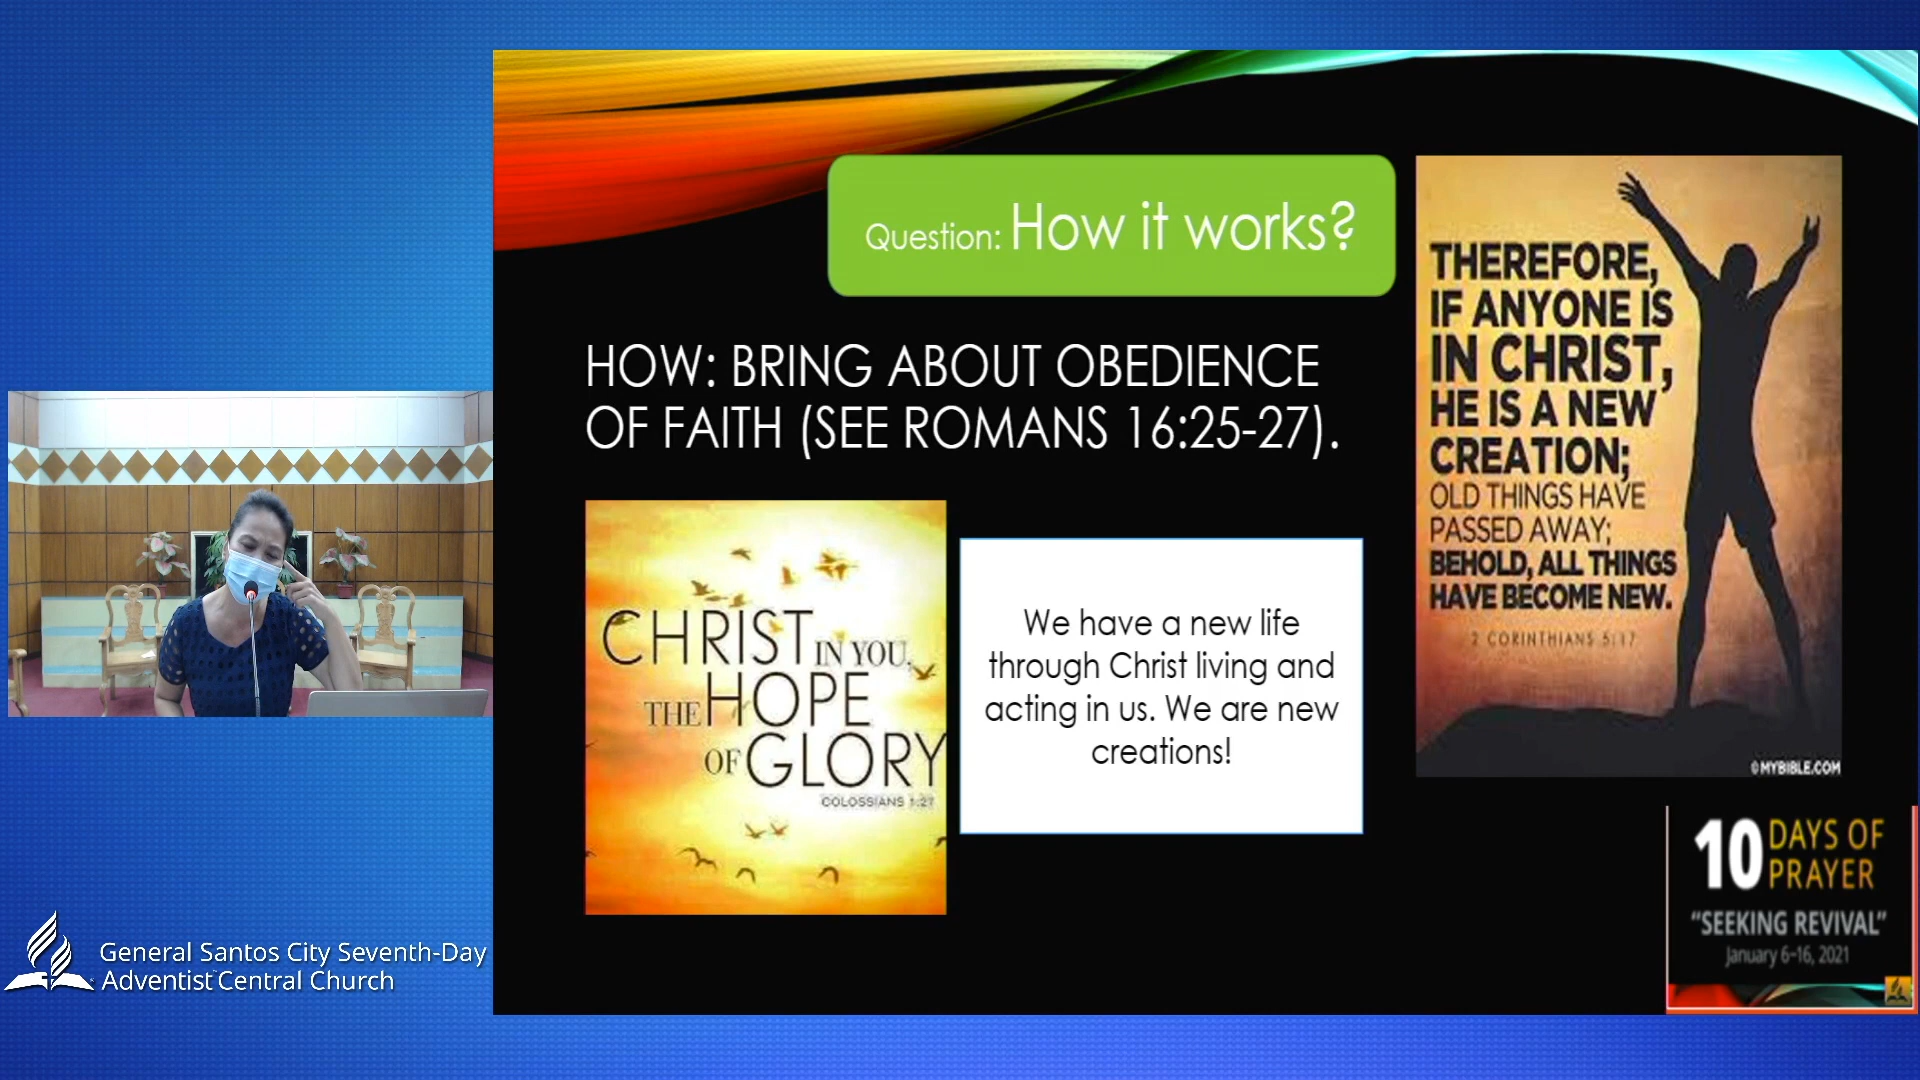 Question: How it works?
HOW: BRING ABOUT OBEDIENCE
OF FAITH (SEE ROMANS 16:25-27).
CHRIST IN YOU,
THE HOPE
OF GLORY
COLOSSIANS 1:27
We have a new life
through Christ living and
acting in us. We are new
creations!
THEREFORE,
IF ANYONE IS
IN CHRIST,
HE IS A NEW
CREATION;
OLD THINGS HAVE
PASSED AWAY;
BEHOLD, ALL THINGS
HAVE BECOME NEW.
2 CORINTHIANS 5:17
©MYBIBLE.COM
10 DAYS OF
PRAYER
“SEEKING REVIVAL”
January 6-16, 2021
General Santos City Seventh-Day
Adventist Central Church